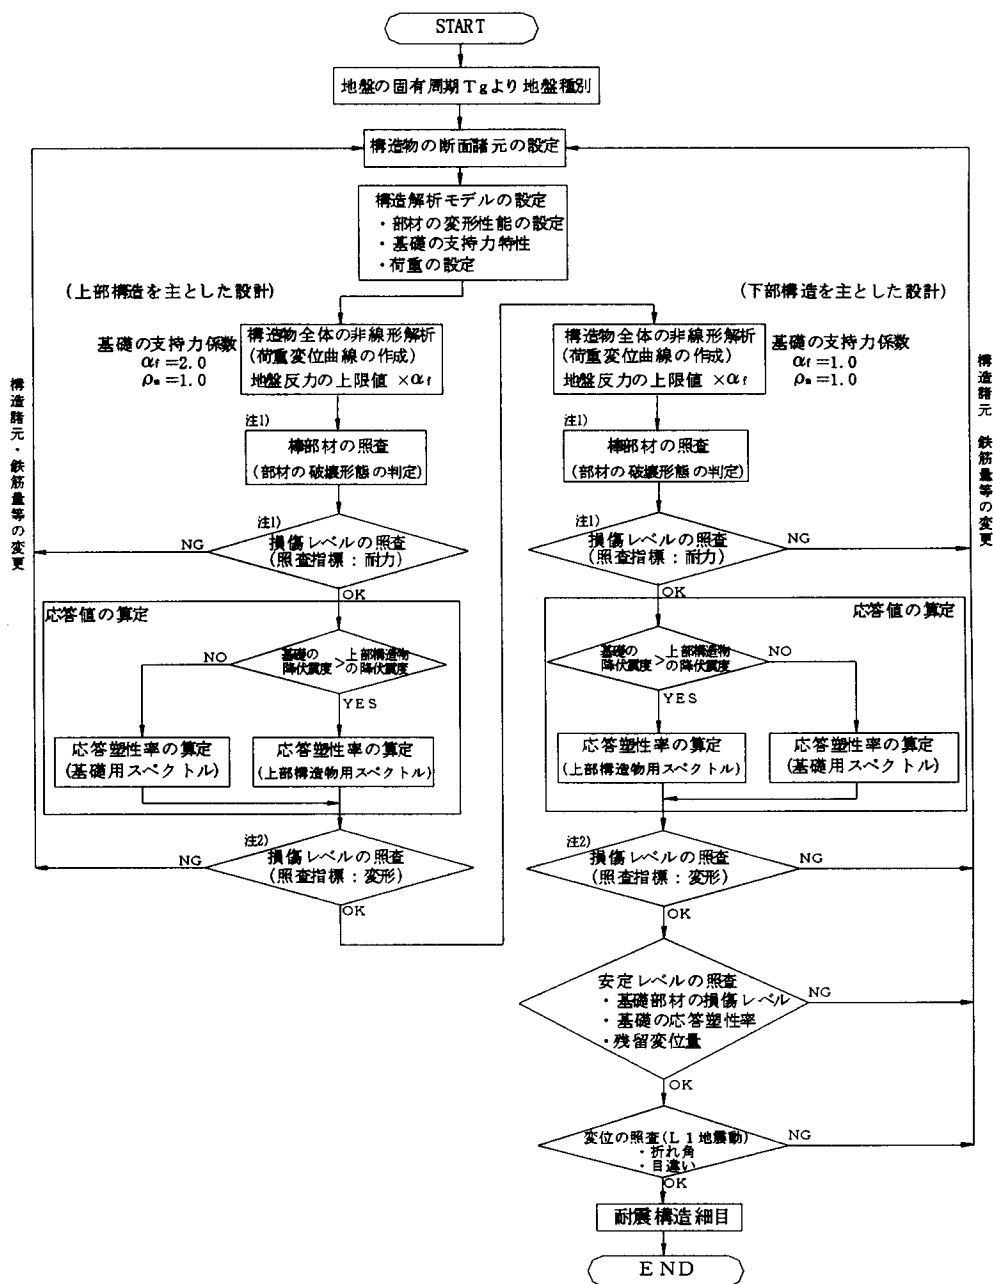 START
地盤の固有周期Tgより地盤種別
構造物の断面諸元の設定
構造解析モデルの設定
・部材の変形性能の設定
・基礎の支持力特性
・荷重の設定
(上部構造を主とした設計)
基礎の支持力係数
αf=2.0
ρm=1.0
構造物全体の非線形解析
(荷重変位曲線の作成)
地盤反力の上限値 ×αf
注1)
棒部材の照査
(部材の破壊形態の判定)
注1)
損傷レベルの照査
(照査指標:耐力)
NG
OK
応答値の算定
基礎の
降伏震度
>
上部構造物
の降伏震度
NO
YES
応答塑性率の算定
(基礎用スペクトル)
応答塑性率の算定
(上部構造物用スペクトル)
注2)
損傷レベルの照査
(照査指標:変形)
NG
OK
構造諸元・鉄筋量等の変更
(下部構造を主とした設計)
構造物全体の非線形解析
(荷重変位曲線の作成)
地盤反力の上限値 ×αf
基礎の支持力係数
αf=1.0
ρm=1.0
注1)
棒部材の照査
(部材の破壊形態の判定)
注1)
損傷レベルの照査
(照査指標:耐力)
NG
OK
応答値の算定
基礎の
降伏震度
>
上部構造物
の降伏震度
NO
YES
応答塑性率の算定
(上部構造物用スペクトル)
応答塑性率の算定
(基礎用スペクトル)
注2)
損傷レベルの照査
(照査指標:変形)
NG
OK
安定レベルの照査
・基礎部材の損傷レベル
・基礎の応答塑性率
・残留変位量
NG
OK
変位の照査(L1地震動)
・折れ角
・目違い
NG
OK
構造諸元 鉄筋量等の変更
耐震構造細目
END